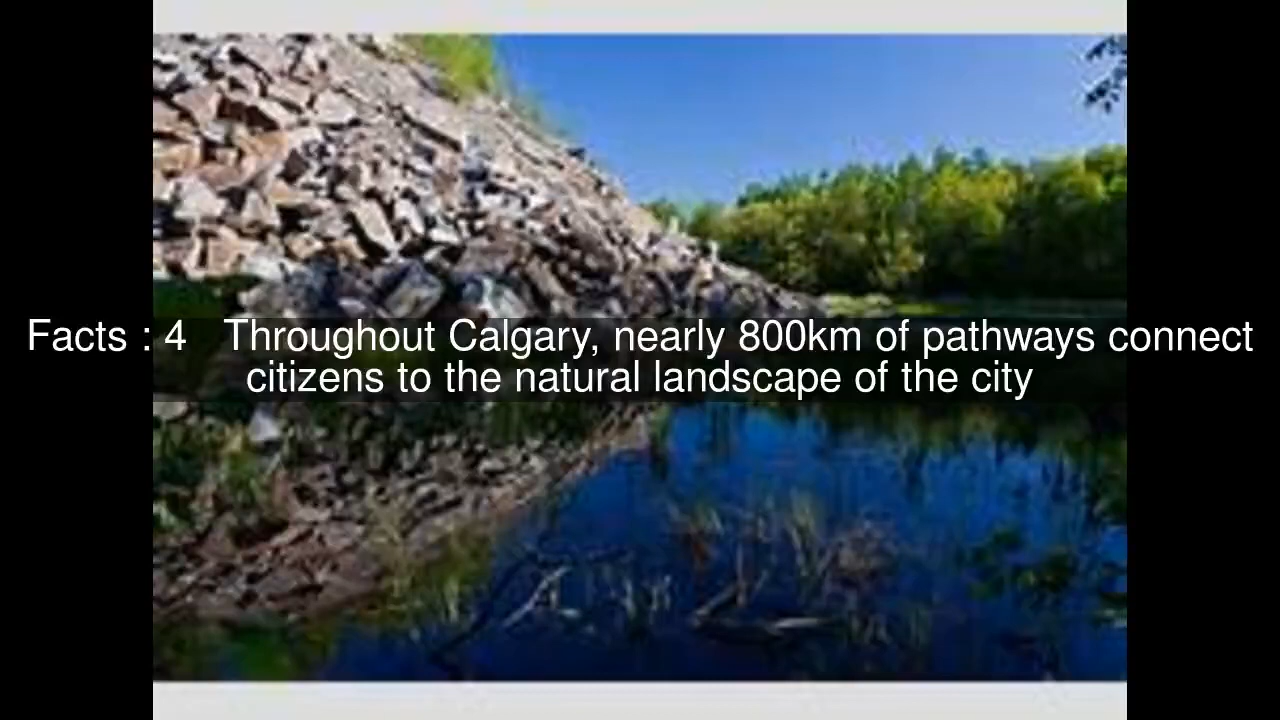 Facts : 4 Throughout Calgary, nearly 800km of pathways connect
citizens to the natural landscape of the city